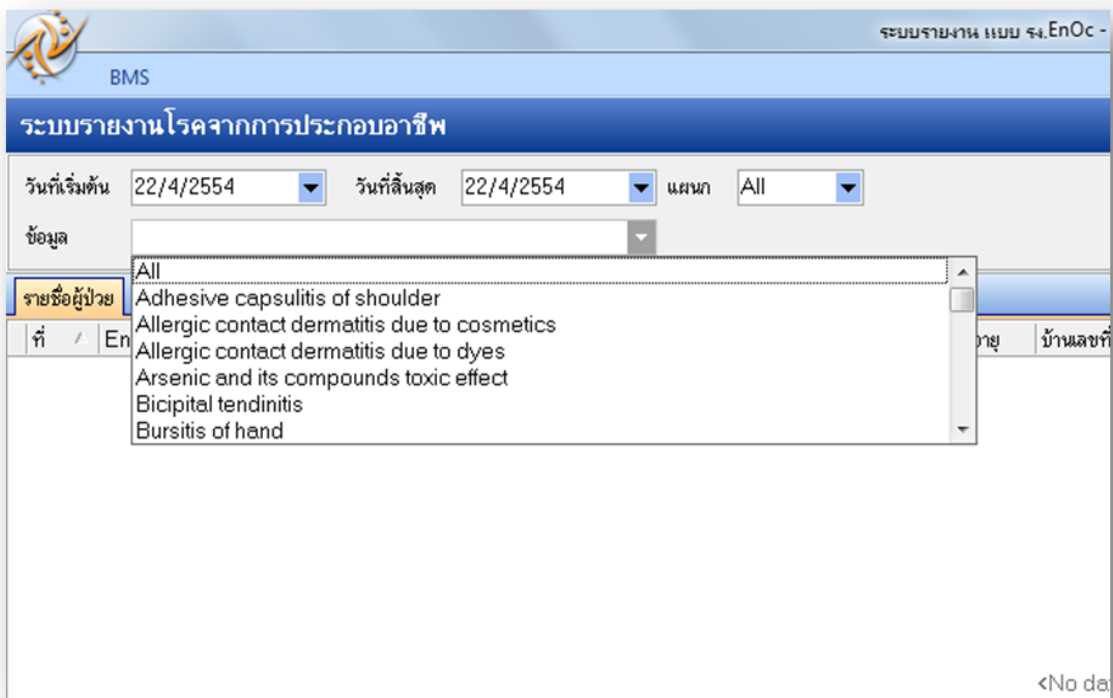 ระบบรายงาน แบบ รง.EnOc -
BMS
ระบบรายงานโรคจากการประกอบอาชีพ
วันที่เริ่มต้น 22/4/2554 วันที่สิ้นสุด 22/4/2554 แผนก All
ข้อมูล
All
Adhesive capsulitis of shoulder
Allergic contact dermatitis due to cosmetics
Allergic contact dermatitis due to dyes
Arsenic and its compounds toxic effect
Bicipital tendinitis
Bursitis of hand
รายชื่อผู้ป่วย
ที่ En อายุ บ้านเลขที่
<No da